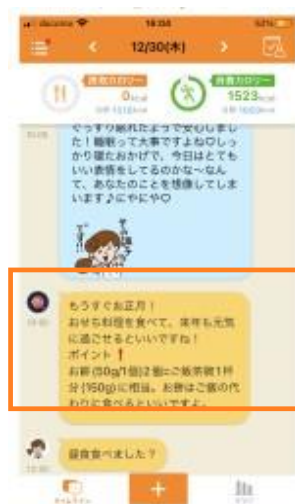 docomo
12/30(木)
摂取カロリー
0kcal
消費カロリー
1523kcal
ぐっすり眠れたようで安心しまし
た!睡眠って大事ですよね♡しっ
かり寝たおかげで、今日はとても
いい表情をしてるのかな〜なん
て、あなたのことを想像してしま
います♪にやにや♡
もうすぐお正月!
おせち料理を食べて、来年も元気
に過ごせるといいですね!
ポイント❗
お餅(50g/1個)2個=ご飯茶碗1杯
分(150g)に相当。お餅はご飯の代
わりに食べるといいですよ。
昼食食べました?